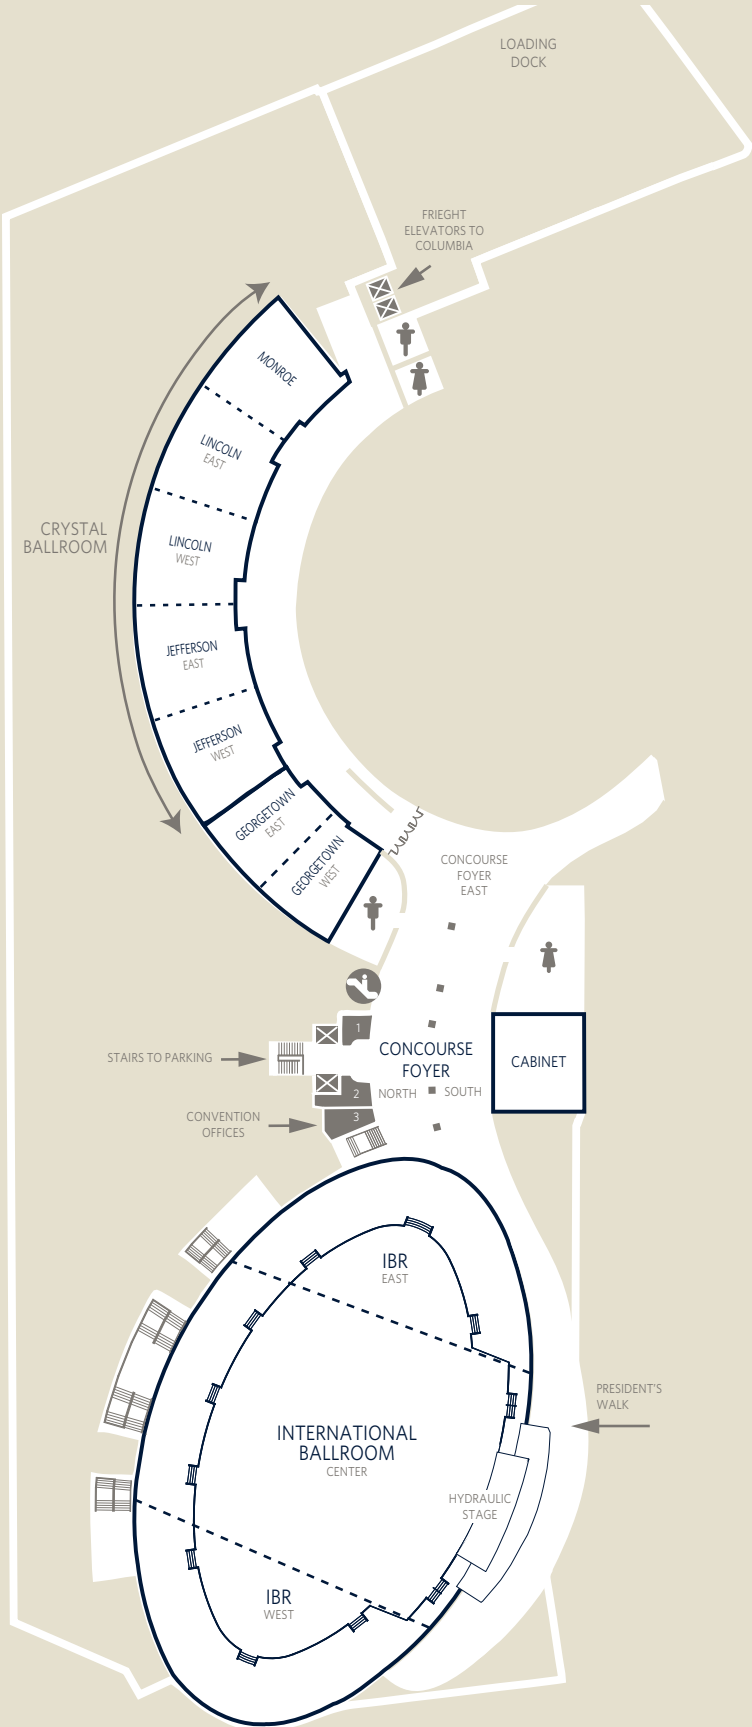 LOADING
DOCK
FRIEGHT
ELEVATORS TO
COLUMBIA
MONROE
LINCOLN
EAST
CRYSTAL
BALLROOM
LINCOLN
WEST
JEFFERSON
EAST
JEFFERSON
WEST
GEORGETOWN
EAST
GEORGETOWN
WEST
CONCOURSE
FOYER
EAST
1
STAIRS TO PARKING
CONCOURSE
FOYER
NORTH
SOUTH
CABINET
2
CONVENTION
OFFICES
3
IBR
EAST
PRESIDENT'S
WALK
INTERNATIONAL
BALLROOM
CENTER
HYDRAULIC
STAGE
IBR
WEST